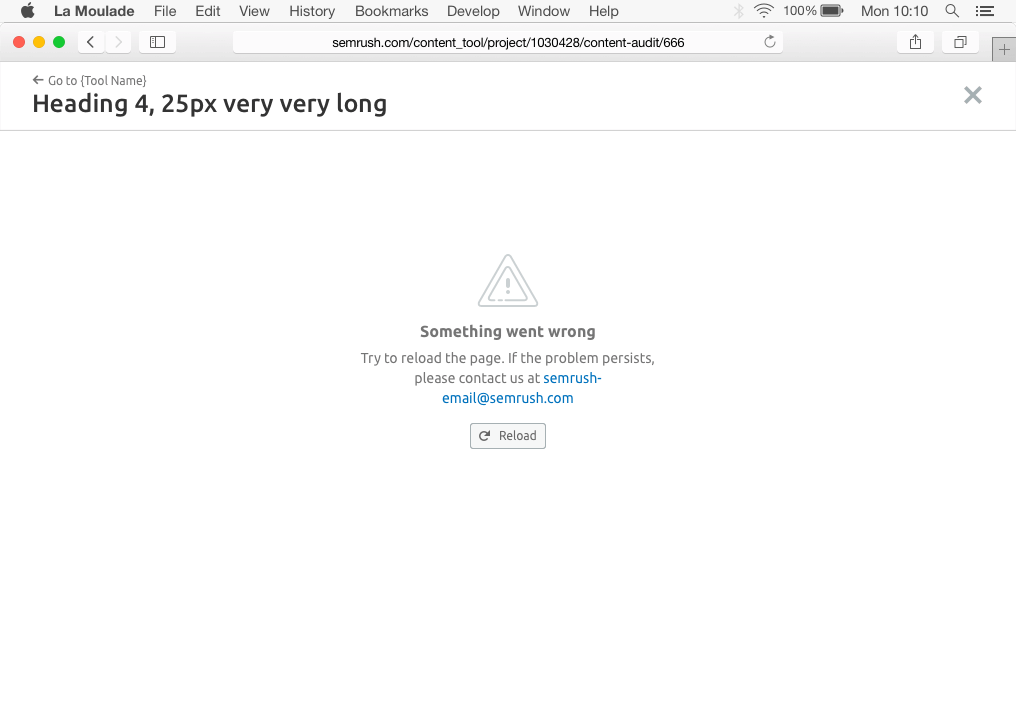 La Moulade File Edit View History Bookmarks Develop Window Help 100% Mon 10:10
semrush.com/content_tool/project/1030428/content-audit/666
Go to {Tool Name}
Heading 4, 25px very very long
Something went wrong
Try to reload the page. If the problem persists,
please contact us at semrush-
email@semrush.com
Reload